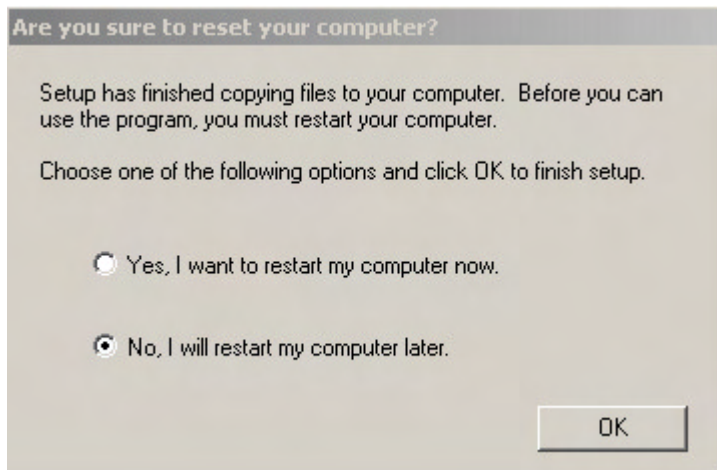 Are you sure to reset your computer?
Setup has finished copying files to your computer.  Before you can
use the program, you must restart your computer.
Choose one of the following options and click OK to finish setup.
Yes, I want to restart my computer now.
No, I will restart my computer later.
OK